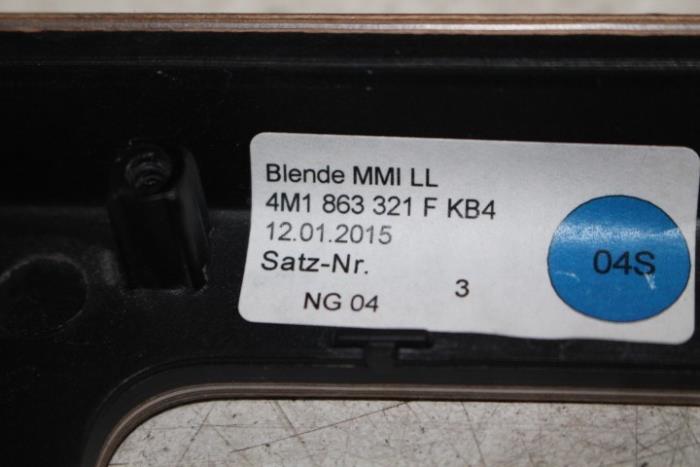 Blende MMI LL
4M1 863 321 F KB4
12.01.2015
Satz-Nr.
NG 04 3
04S